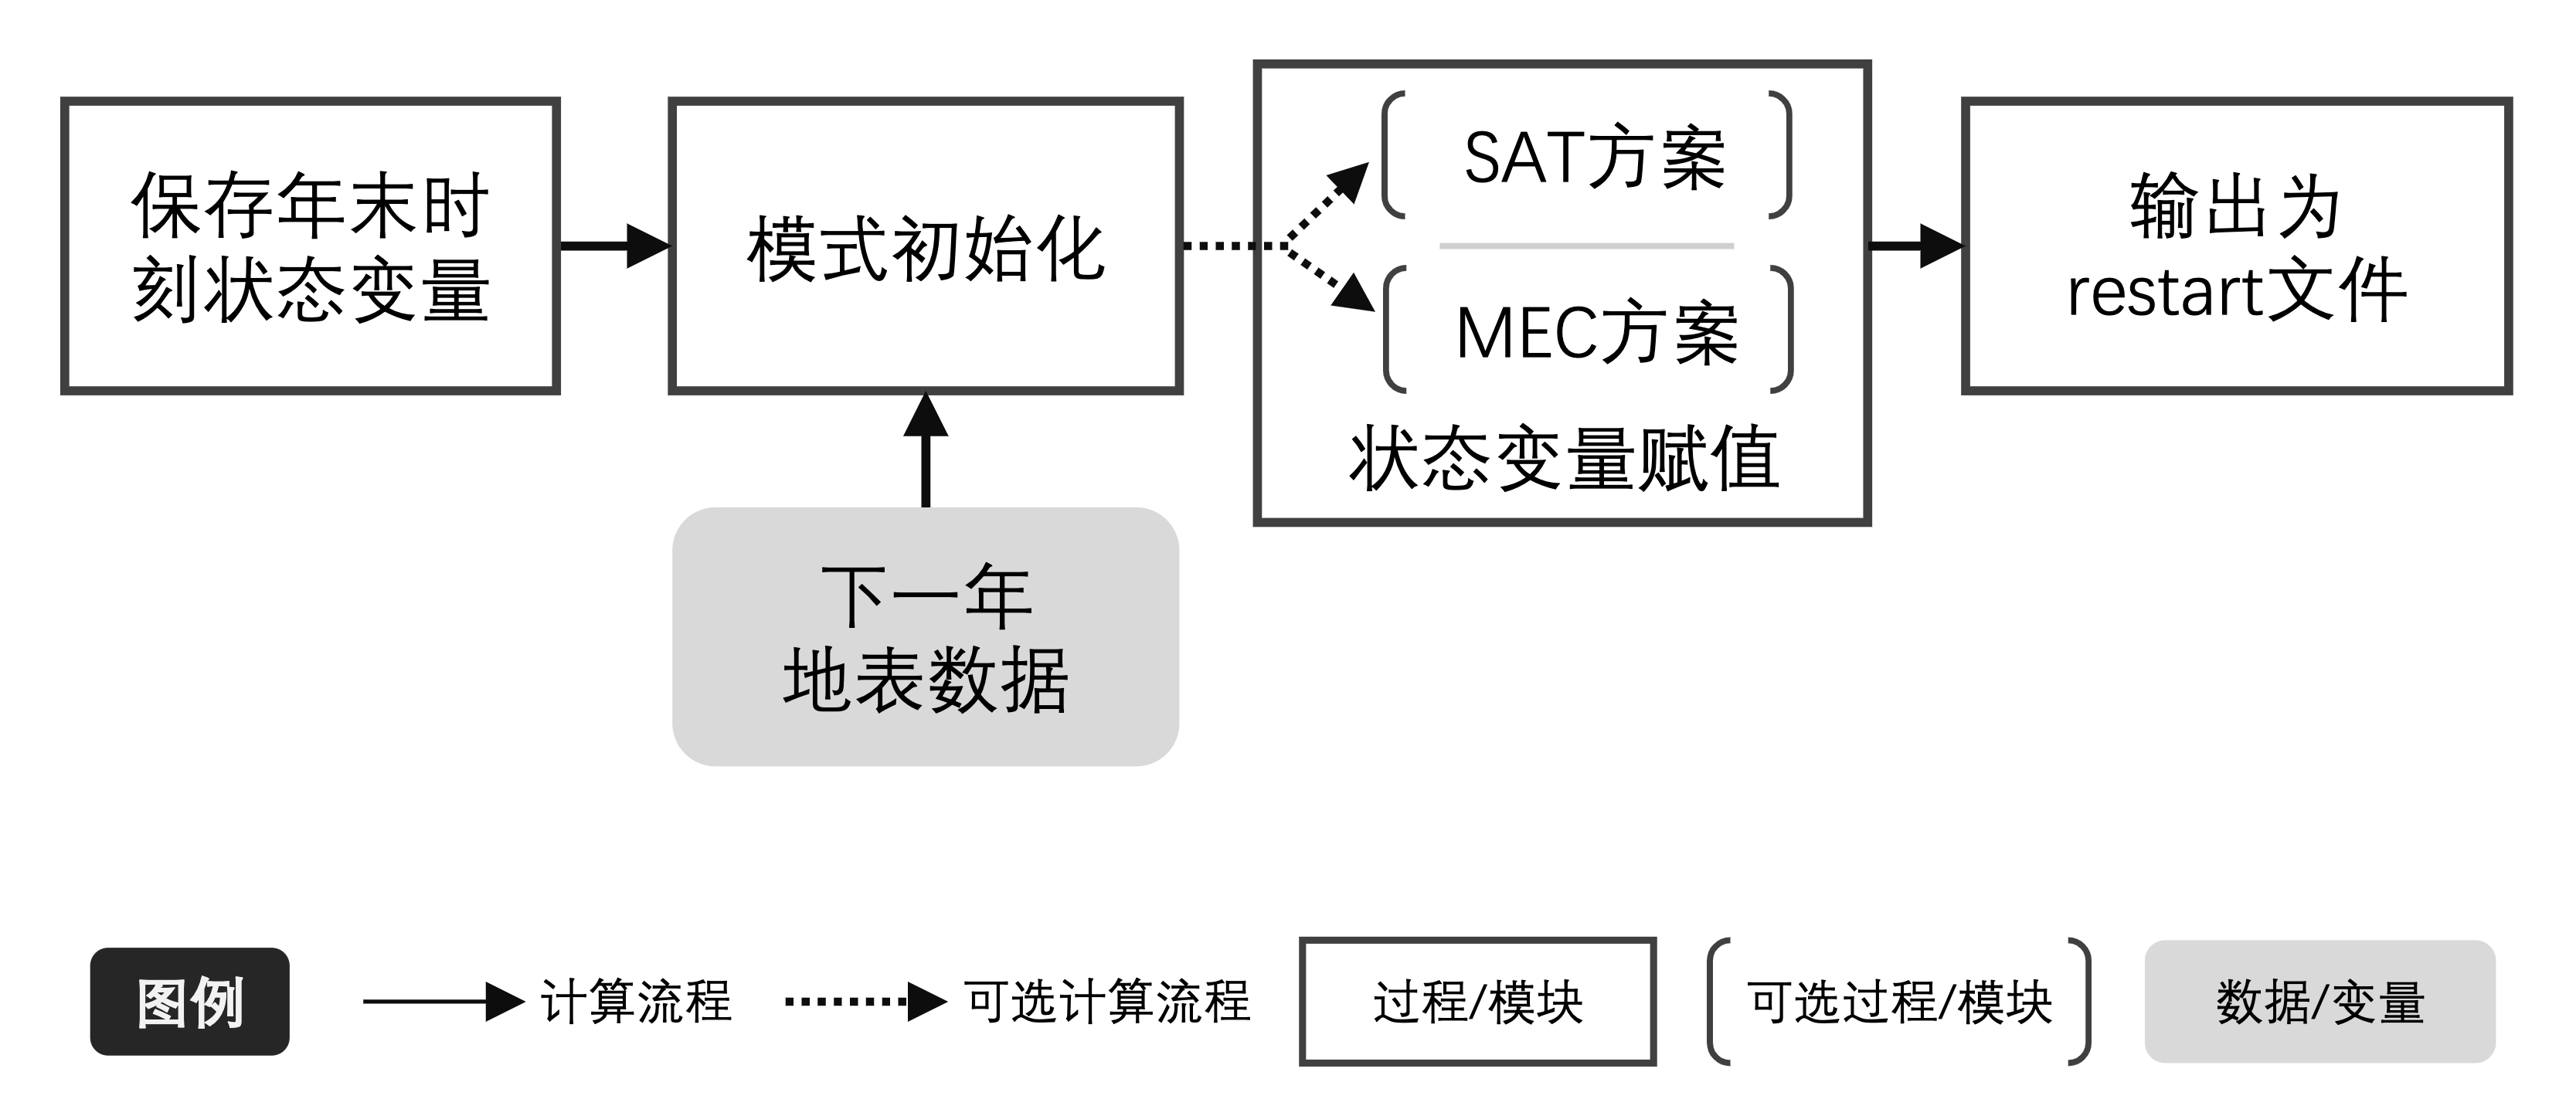 保存年末时
刻状态变量
模式初始化
SAT方案
MEC方案
状态变量赋值
输出为
restart文件
下一年
地表数据
图例
计算流程
可选计算流程
过程/模块
可选过程/模块
数据/变量